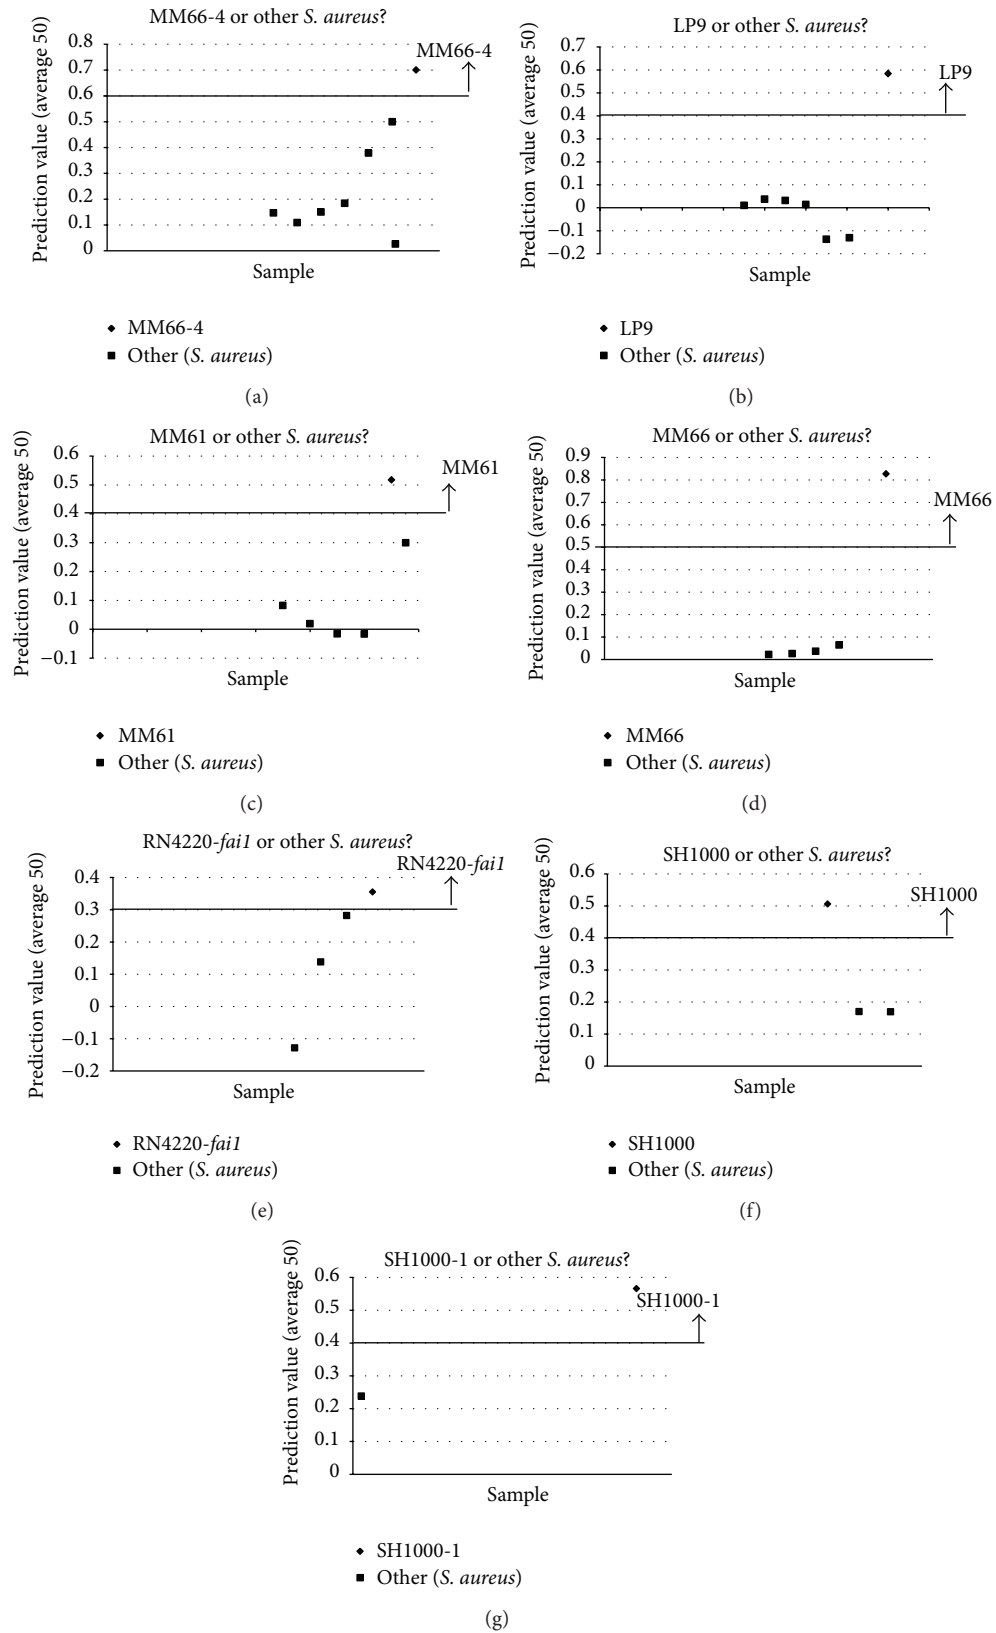 MM66-4 or other S. aureus?
Prediction value (average 50)
0.8
0.7
0.6
0.5
0.4
0.3
0.2
0.1
0
MM66-4
Sample
MM66-4
Other (S. aureus)
(a)
LP9 or other S. aureus?
Prediction value (average 50)
0.7
0.6
0.5
0.4
0.3
0.2
0.1
0
−0.1
−0.2
LP9
Sample
LP9
Other (S. aureus)
(b)
MM61 or other S. aureus?
Prediction value (average 50)
0.6
0.5
0.4
0.3
0.2
0.1
0
−0.1
MM61
Sample
MM61
Other (S. aureus)
(c)
MM66 or other S. aureus?
Prediction value (average 50)
0.9
0.8
0.7
0.6
0.5
0.4
0.3
0.2
0.1
0
MM66
Sample
MM66
Other (S. aureus)
(d)
RN4220-fai1 or other S. aureus?
Prediction value (average 50)
0.4
0.3
0.2
0.1
0
−0.1
−0.2
RN4220-fai1
Sample
RN4220-fai1
Other (S. aureus)
(e)
SH1000 or other S. aureus?
Prediction value (average 50)
0.6
0.5
0.4
0.3
0.2
0.1
0
SH1000
Sample
SH1000
Other (S. aureus)
(f)
SH1000-1 or other S. aureus?
Prediction value (average 50)
0.6
0.5
0.4
0.3
0.2
0.1
0
SH1000-1
Sample
SH1000-1
Other (S. aureus)
(g)